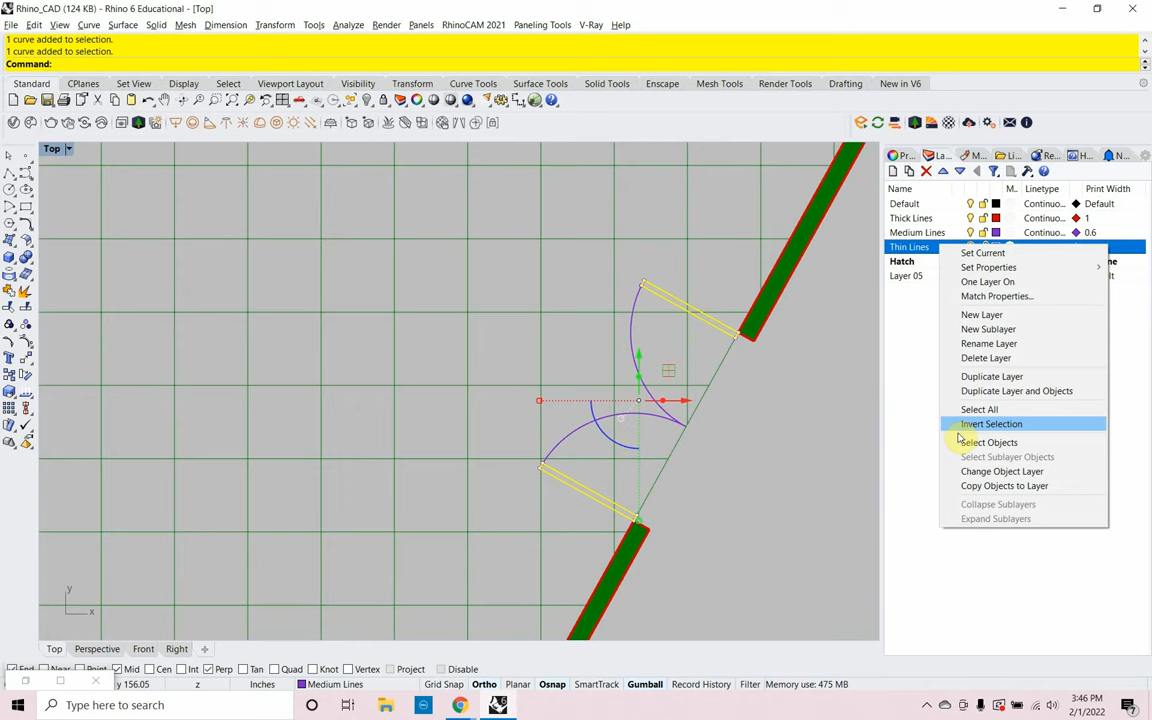 Rhino_CAD (124 KB) - Rhino 6 Educational - [Top]
File Edit View Curve Surface Solid Mesh Dimension Transform Tools Analyze Render Panels RhinoCAM 2021 Paneling Tools V-Ray Help
1 curve added to selection.
1 curve added to selection.
Command:
Standard CPlanes Set View Display Select Viewport Layout Visibility Transform Curve Tools Surface Tools Solid Tools Enscape Mesh Tools Render Tools Drafting New in V6
Top
Pr... La... M... Li... Re... H... N...
Name M.. Linetype Print Width
Default Continuo... Default
Thick Lines Continuo... 1
Medium Lines Continuo... 0.6
Thin Lines
Hatch
Layer 05
Set Current
Set Properties
One Layer On
Match Properties...
New Layer
New Sublayer
Rename Layer
Delete Layer
Duplicate Layer
Duplicate Layer and Objects
Select All
Invert Selection
Select Objects
Select Sublayer Objects
Change Object Layer
Copy Objects to Layer
Collapse Sublayers
Expand Sublayers
y
x
Top Perspective Front Right
End Near Point Mid Cen Int Perp Tan Quad Knot Vertex Project Disable
y 156.05 z Inches Medium Lines Grid Snap Ortho Planar Osnap SmartTrack Gumball Record History Filter Memory use: 475 MB
Type here to search
3:46 PM
2/1/2022
7